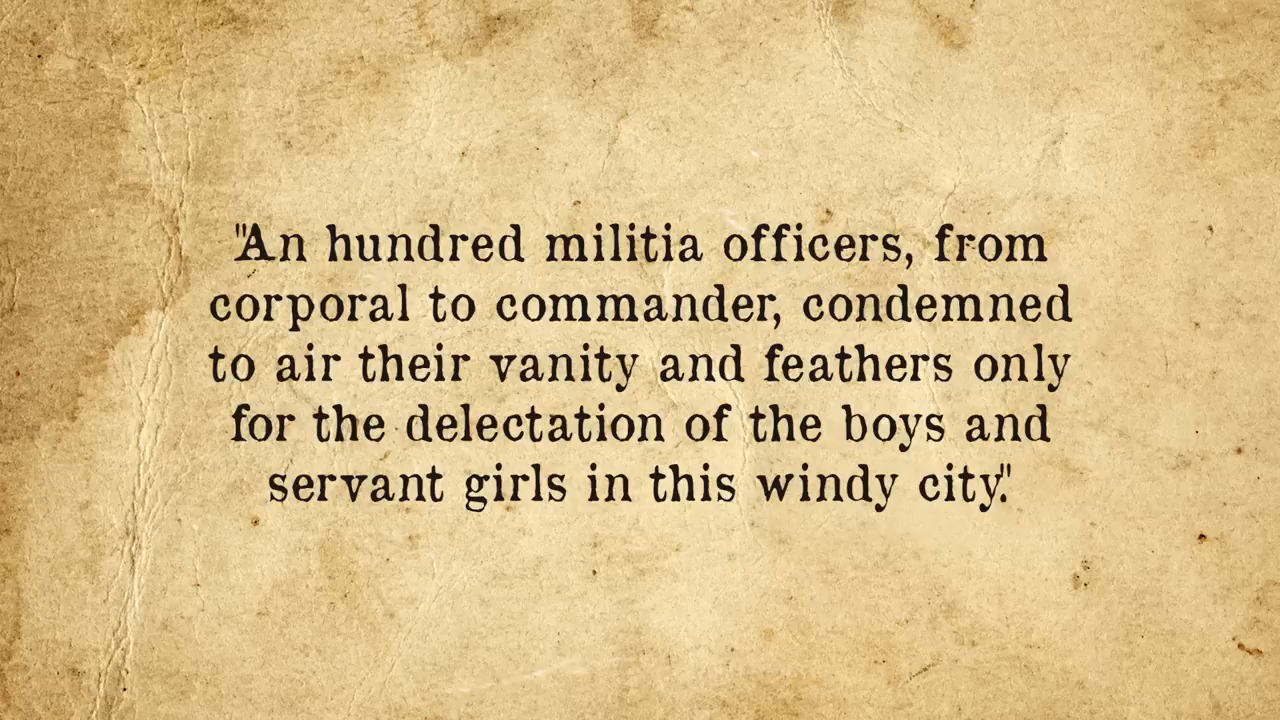 "An hundred militia officers, from
corporal to commander, condemned
to air their vanity and feathers only
for the delectation of the boys and
servant girls in this windy city."